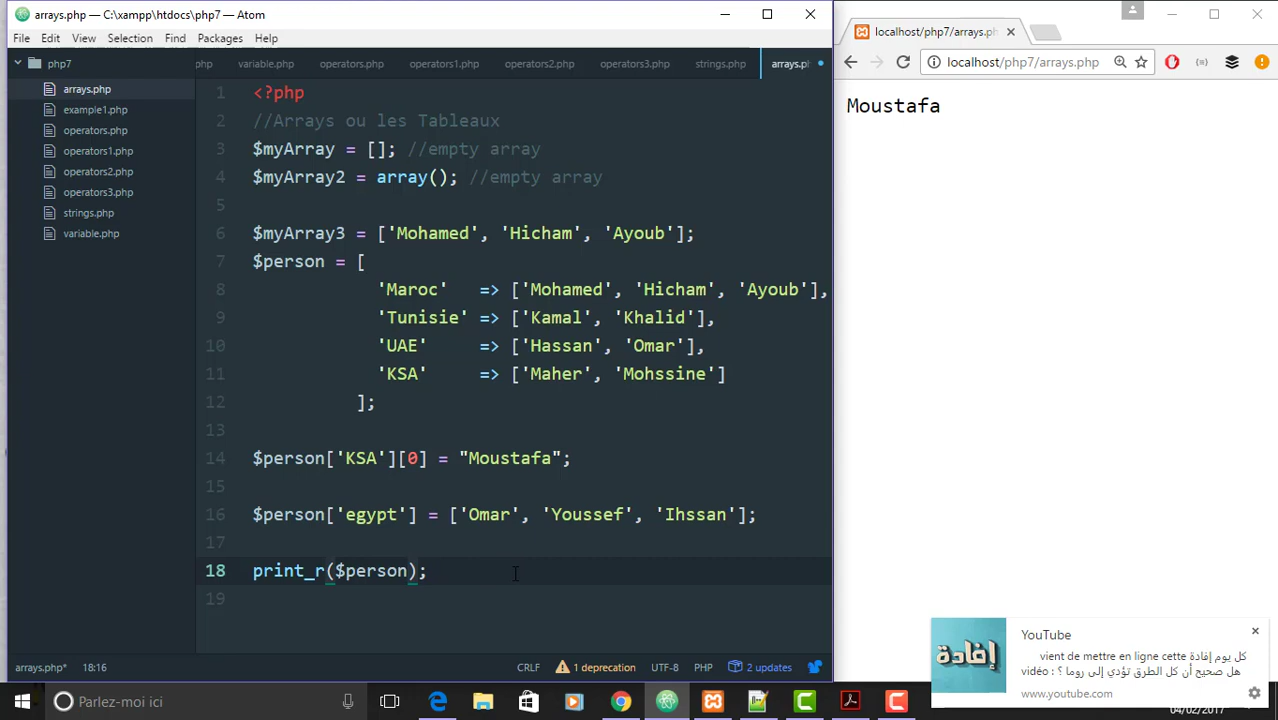 arrays.php — C:\xampp\htdocs\php7 — Atom
File Edit View Selection Find Packages Help
php7
arrays.php
example1.php
operators.php
operators1.php
operators2.php
operators3.php
strings.php
variable.php
php variable.php operators.php operators1.php operators2.php operators3.php strings.php arrays.p
1 <?php
2 //Arrays ou les Tableaux
3 $myArray = []; //empty array
4 $myArray2 = array(); //empty array
5
6 $myArray3 = ['Mohamed', 'Hicham', 'Ayoub'];
7 $person = [
8 'Maroc' => ['Mohamed', 'Hicham', 'Ayoub'],
9 'Tunisie' => ['Kamal', 'Khalid'],
10 'UAE' => ['Hassan', 'Omar'],
11 'KSA' => ['Maher', 'Mohssine']
12 ];
13
14 $person['KSA'][0] = "Moustafa";
15
16 $person['egypt'] = ['Omar', 'Youssef', 'Ihssan'];
17
18 print_r($person);
19
arrays.php* 18:16 CRLF 1 deprecation UTF-8 PHP 2 updates
localhost/php7/arrays.ph
localhost/php7/arrays.php
Moustafa
إفادة
YouTube
vient de mettre en ligne cette كل يوم إفادة
vidéo : هل صحيح أن كل الطرق تؤدي إلى روما ؟
www.youtube.com
Parlez-moi ici
04/02/2017